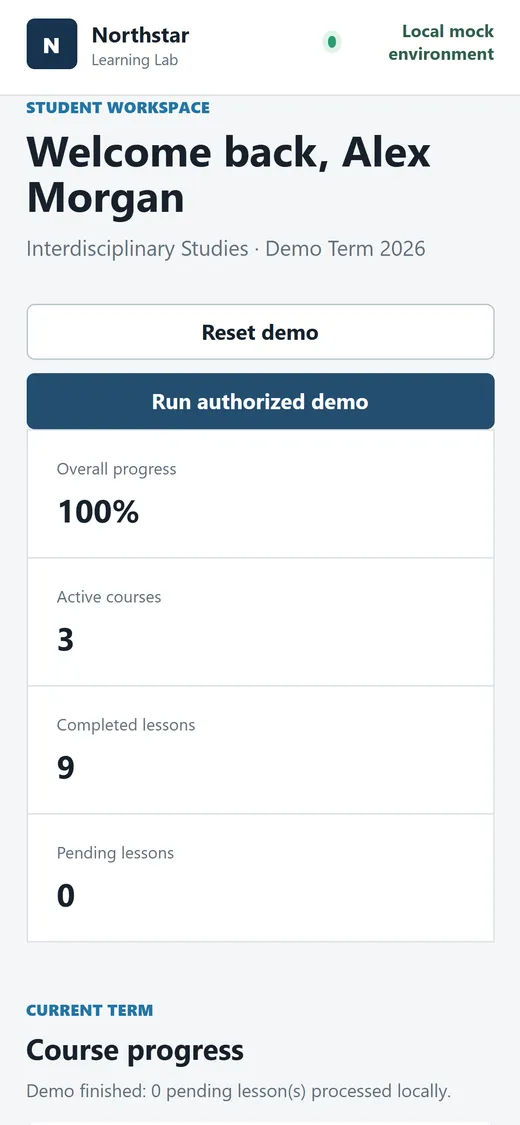 N
Northstar
Learning Lab
Local mock
environment
STUDENT WORKSPACE
Welcome back, Alex
Morgan
Interdisciplinary Studies · Demo Term 2026
Reset demo
Run authorized demo
Overall progress
100%
Active courses
3
Completed lessons
9
Pending lessons
0
CURRENT TERM
Course progress
Demo finished: 0 pending lesson(s) processed locally.